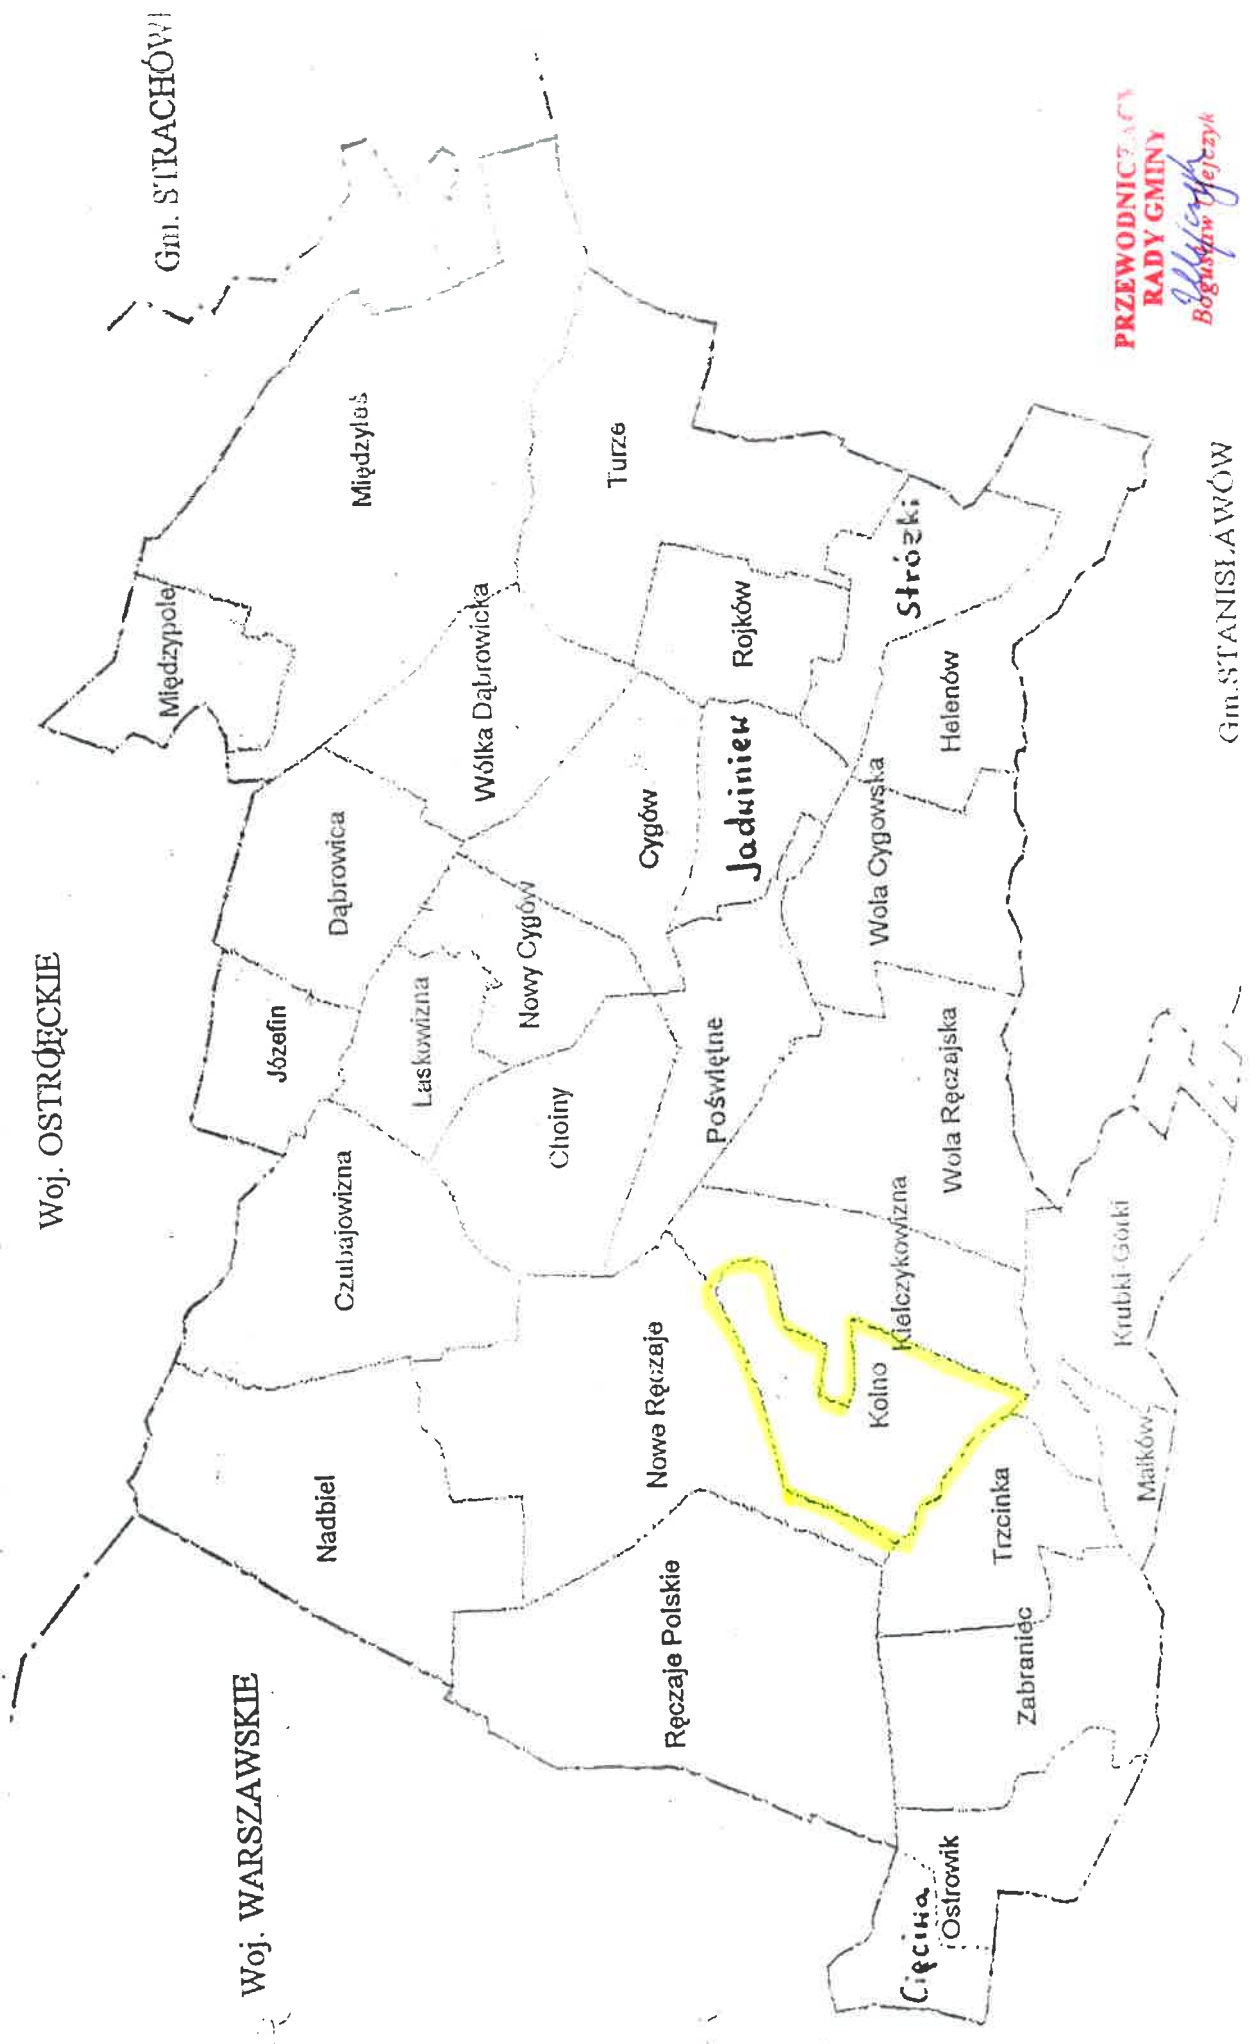 Gm. STRACHÓW
Woj. OSTROŁĘCKIE
Woj. WARSZAWSKIE
Gm. STANISŁAWÓW
Międzypole
Międzyleś
Dąbrowica
Józefin
Czubajowizna
Nadbiel
Wólka Dąbrowicka
Laskowizna
Nowy Cygów
Choiny
Turze
Cygów
Rojków
Jadwiniew
Poświętne
Nowe Ręczaje
Ręczaje Polskie
Stróżki
Helenów
Wola Cygowska
Wola Ręczajska
Kielczykowizna
Kolno
Trzcinka
Zabraniec
Krubki-Górki
Małków
Ostrowik
Cięciwa
PRZEWODNICZĄCY
RADY GMINY
Bogusław